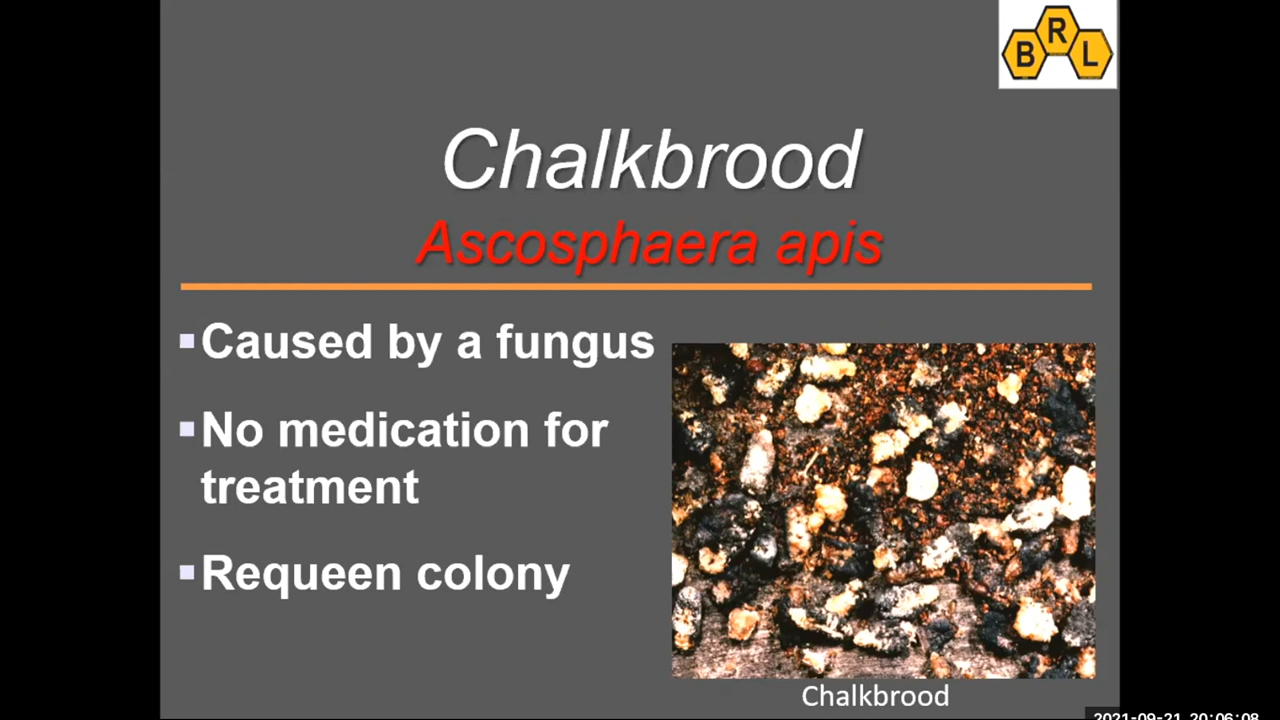 B R L
Chalkbrood
Ascosphaera apis
Caused by a fungus
No medication for
treatment
Requeen colony
Chalkbrood
2021-09-21 20:06:08